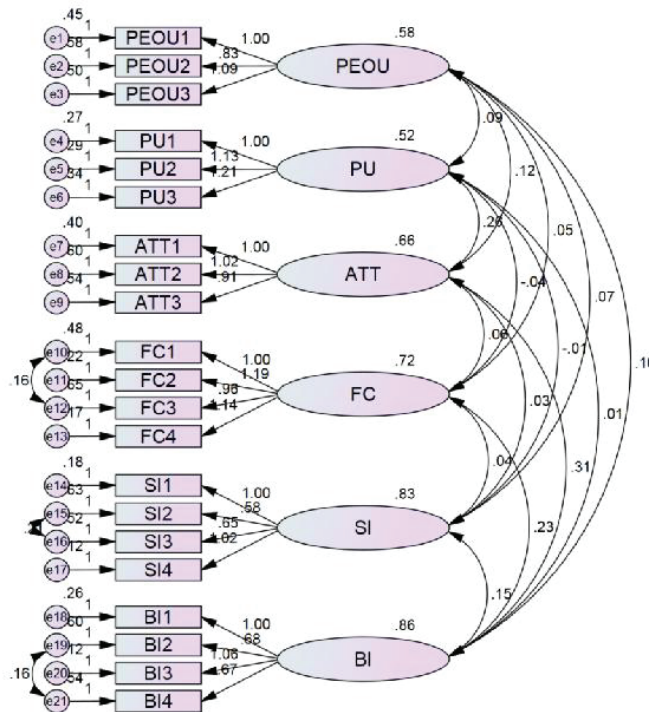 .45 1 .58
e1 PEOU1 1.00
.58 1 .83
e2 PEOU2 PEOU
.50 1 1.09
e3 PEOU3
.09
.27 1 .52
e4 PU1 1.00 .12
.29 1
e5 PU2 1.13 PU
.34 1 1.21 .05
e6 PU3
.26 .07
.40 1 .66
e7 ATT1 1.00 -.04
.60 1 1.02
e8 ATT2 ATT
.54 1 .91
e9 ATT3 -.01
.06
.48 1 .72
e10 FC1 1.00 .01
.22 1 1.19
.16 e11 FC2 FC .03
.65 1 .96
e12 FC3
.17 1 1.14
e13 FC4 .31
.04
.18 1 .83
e14 SI1 1.00 .23
.63 1 .58
e15 SI2 SI
.62 1 .65
e16 SI3
.12 1 1.02
e17 SI4
.15
.26 1 .86
e18 BI1 1.00
.60 1 .68
e19 BI2 BI
.12 1 1.06
.16 e20 BI3
.54 1 .67
e21 BI4